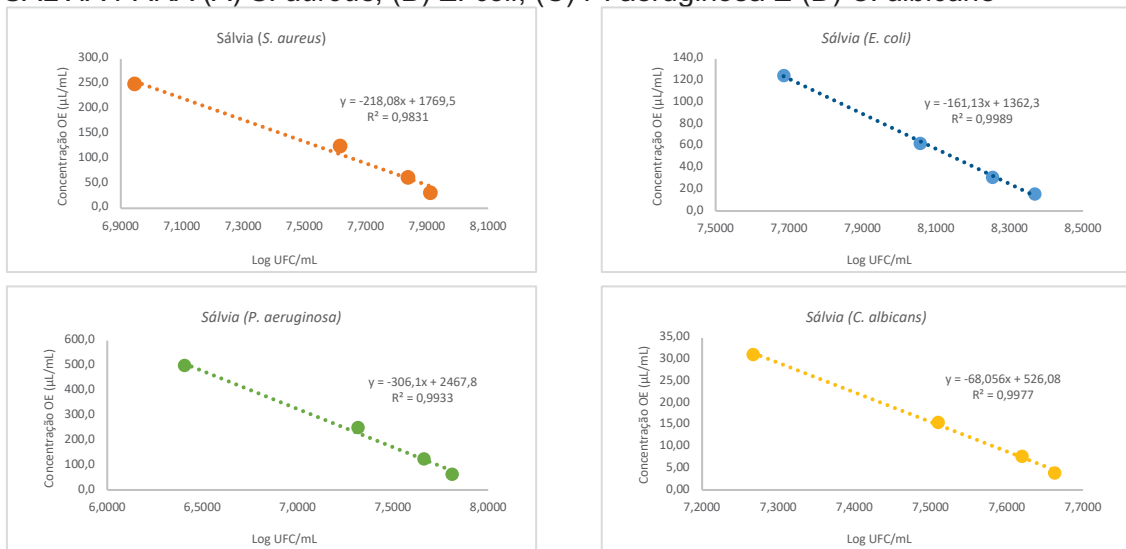 Sálvia (S. aureus)
Concentração OE (µL/mL)
300,0
250,0
200,0
150,0
100,0
50,0
0,0
y = -218,08x + 1769,5
R² = 0,9831
6,9000 7,1000 7,3000 7,5000 7,7000 7,9000 8,1000
Log UFC/mL
Sálvia (E. coli)
Concentração OE (µL/mL)
140,0
120,0
100,0
80,0
60,0
40,0
20,0
0,0
y = -161,13x + 1362,3
R² = 0,9989
7,5000 7,7000 7,9000 8,1000 8,3000 8,5000
Log UFC/mL
Sálvia (P. aeruginosa)
Concentração OE (µL/mL)
600,0
500,0
400,0
300,0
200,0
100,0
0,0
y = -306,1x + 2467,8
R² = 0,9933
6,0000 6,5000 7,0000 7,5000 8,0000
Log UFC/mL
Sálvia (C. albicans)
Concentração OE (µL/mL)
35,00
30,00
25,00
20,00
15,00
10,00
5,00
0,00
y = -68,056x + 526,08
R² = 0,9977
7,2000 7,3000 7,4000 7,5000 7,6000 7,7000
Log UFC/mL